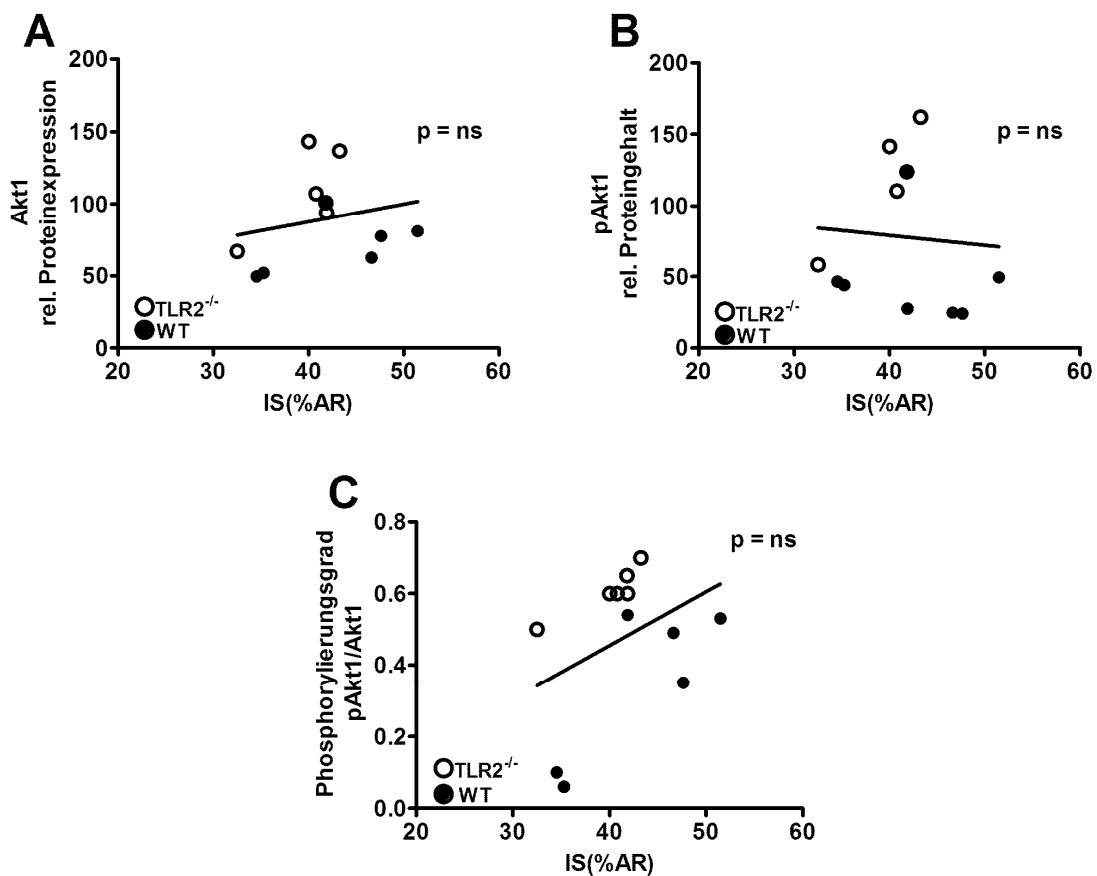 A
200
150
100
50
0
20 30 40 50 60
Akt1
rel. Proteinexpression
p = ns
TLR2-/-
WT
IS(%AR)
B
200
150
100
50
0
20 30 40 50 60
pAkt1
rel. Proteingehalt
p = ns
TLR2-/-
WT
IS(%AR)
C
0.8
0.6
0.4
0.2
0.0
20 30 40 50 60
Phosphorylierungsgrad
pAkt1/Akt1
p = ns
TLR2-/-
WT
IS(%AR)